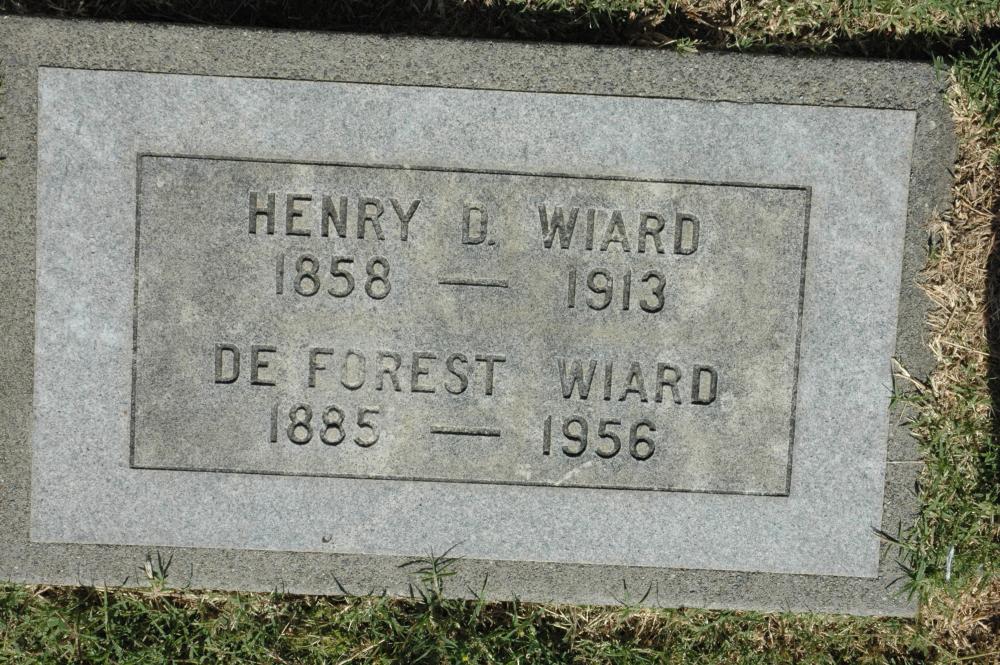 HENRY D. WIARD
1858 — 1913
DE FOREST WIARD
1885 — 1956